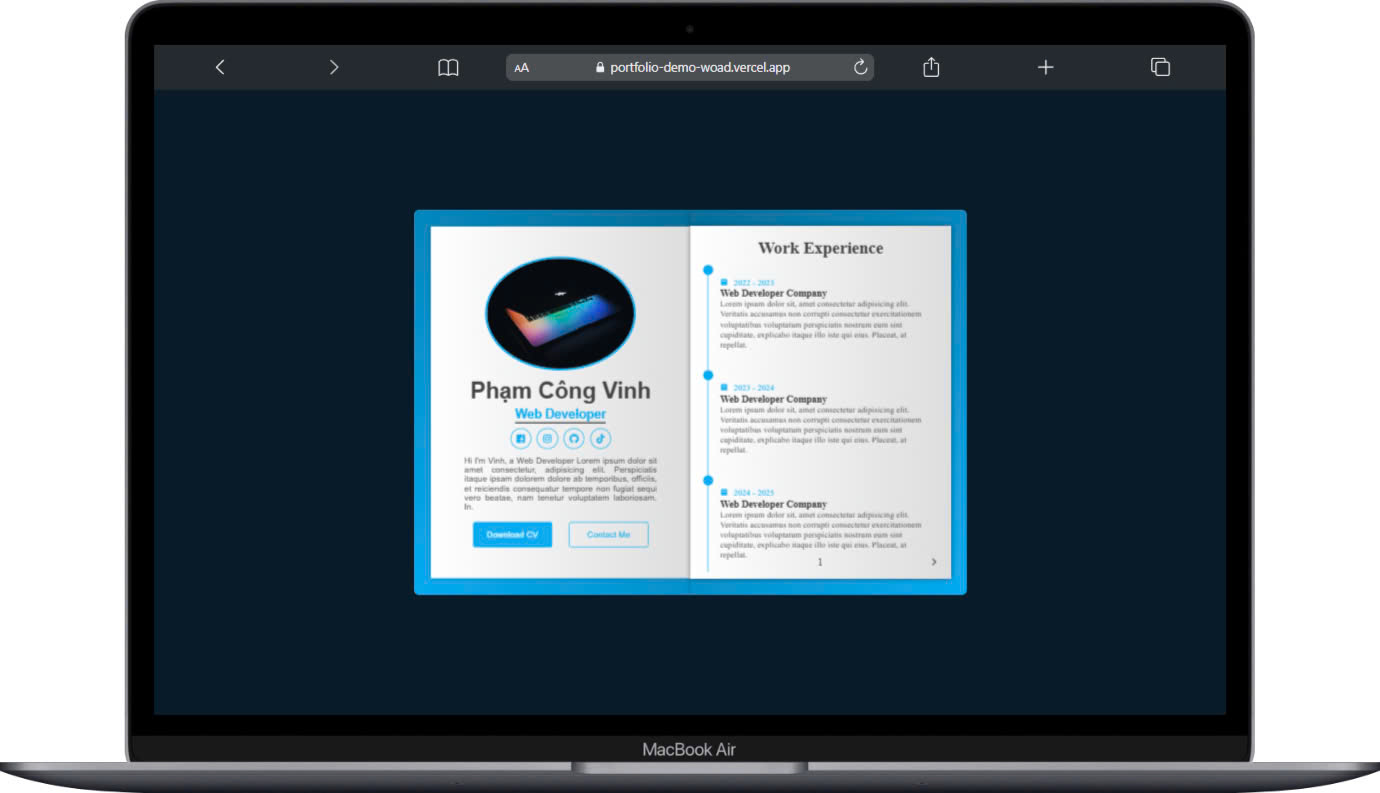 AA
portfolio-demo-woad.vercel.app
Phạm Công Vinh
Web Developer
Hi I'm Vinh, a Web Developer Lorem ipsum dolor sit
amet consectetur, adipisicing elit. Perspiciatis
itaque ipsam dolorem dolore ab temporibus, officiis,
et reiciendis consequatur tempore non fugiat sequi
vero beatae, nam tenetur voluptatem laboriosam.
In.
Download CV
Contact Me
Work Experience
2022 - 2023
Web Developer Company
Lorem ipsum dolor sit, amet consectetur adipisicing elit.
Veritatis accusamus non corrupti consectetur exercitationem
voluptatibus voluptatum perspiciatis nostrum eum sint
cupiditate, explicabo itaque illo iste qui eius. Placeat, at
repellat.
2023 - 2024
Web Developer Company
Lorem ipsum dolor sit, amet consectetur adipisicing elit.
Veritatis accusamus non corrupti consectetur exercitationem
voluptatibus voluptatum perspiciatis nostrum eum sint
cupiditate, explicabo itaque illo iste qui eius. Placeat, at
repellat.
2024 - 2025
Web Developer Company
Lorem ipsum dolor sit, amet consectetur adipisicing elit.
Veritatis accusamus non corrupti consectetur exercitationem
voluptatibus voluptatum perspiciatis nostrum eum sint
cupiditate, explicabo itaque illo iste qui eius. Placeat, at
repellat.
1
MacBook Air